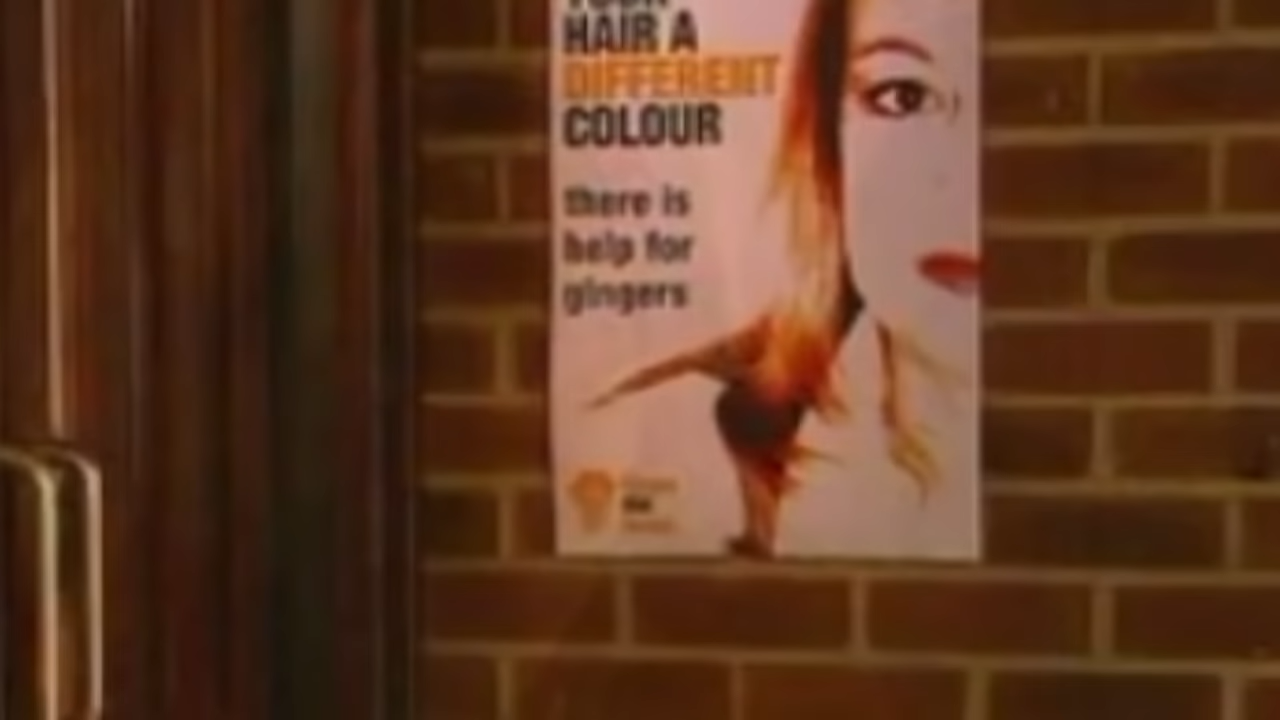 HAIR A
DIFFERENT
COLOUR
there is
help for
gingers